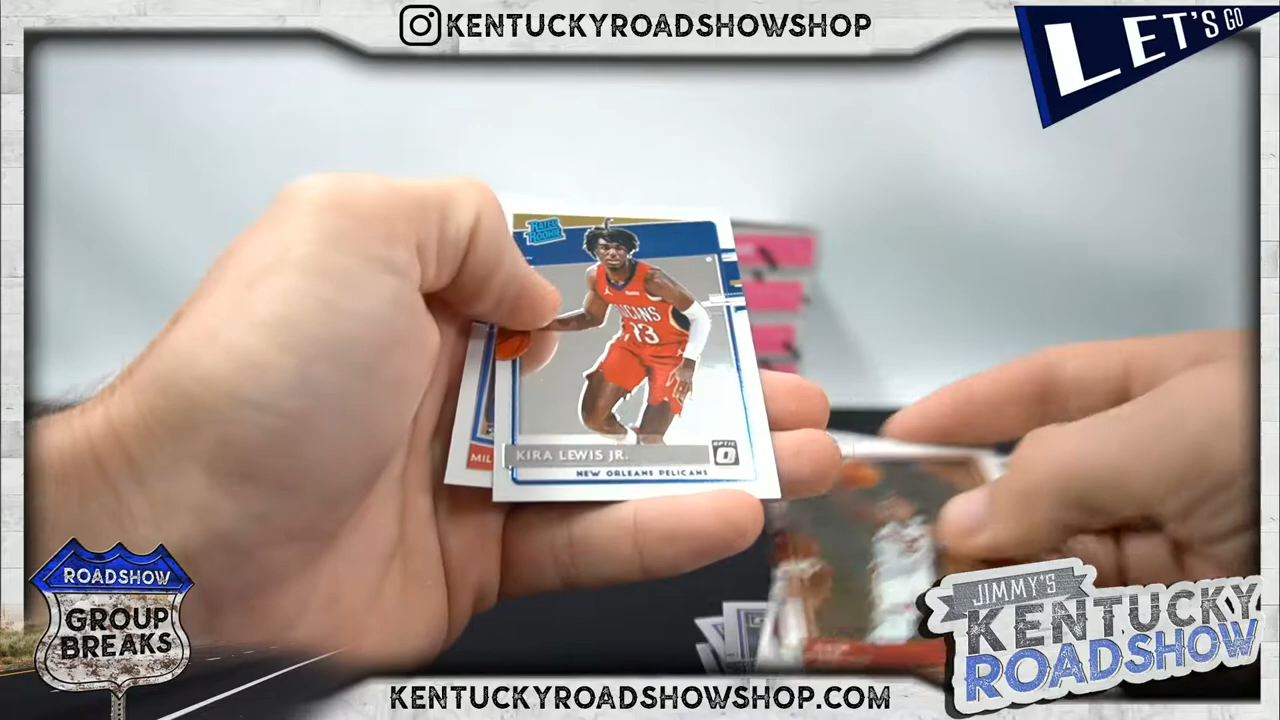 KENTUCKYROADSHOWSHOP
LET'S GO
RATED
ROOKIE
13
KIRA LEWIS JR.
OPTIC
NEW ORLEANS PELICANS
MIL
ROADSHOW
GROUP
BREAKS
JIMMY'S
KENTUCKY
ROADSHOW
KENTUCKYROADSHOWSHOP.COM